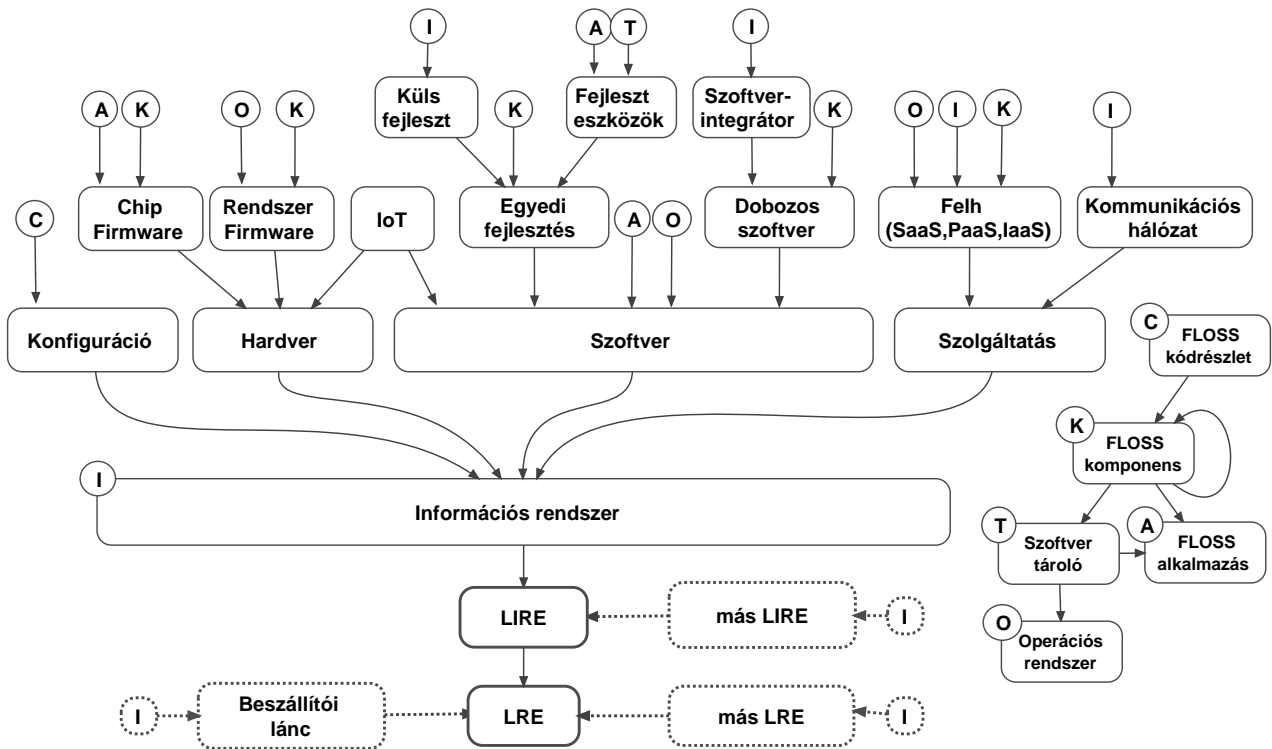 I
A T
I
Küls
fejleszt
Fejleszt
eszközök
Szoftver-
integrátor
A K
O K
K
K
O I K
I
C
Chip
Firmware
Rendszer
Firmware
IoT
Egyedi
fejlesztés
A O
Dobozos
szoftver
Felh
(SaaS,PaaS,IaaS)
Kommunikációs
hálózat
Konfiguráció
Hardver
Szoftver
Szolgáltatás
C
FLOSS
kódrészlet
K
FLOSS
komponens
I
Információs rendszer
T
Szoftver
tároló
A
FLOSS
alkalmazás
LIRE
más LIRE
I
O
Operációs
rendszer
I
Beszállítói
lánc
LRE
más LRE
I